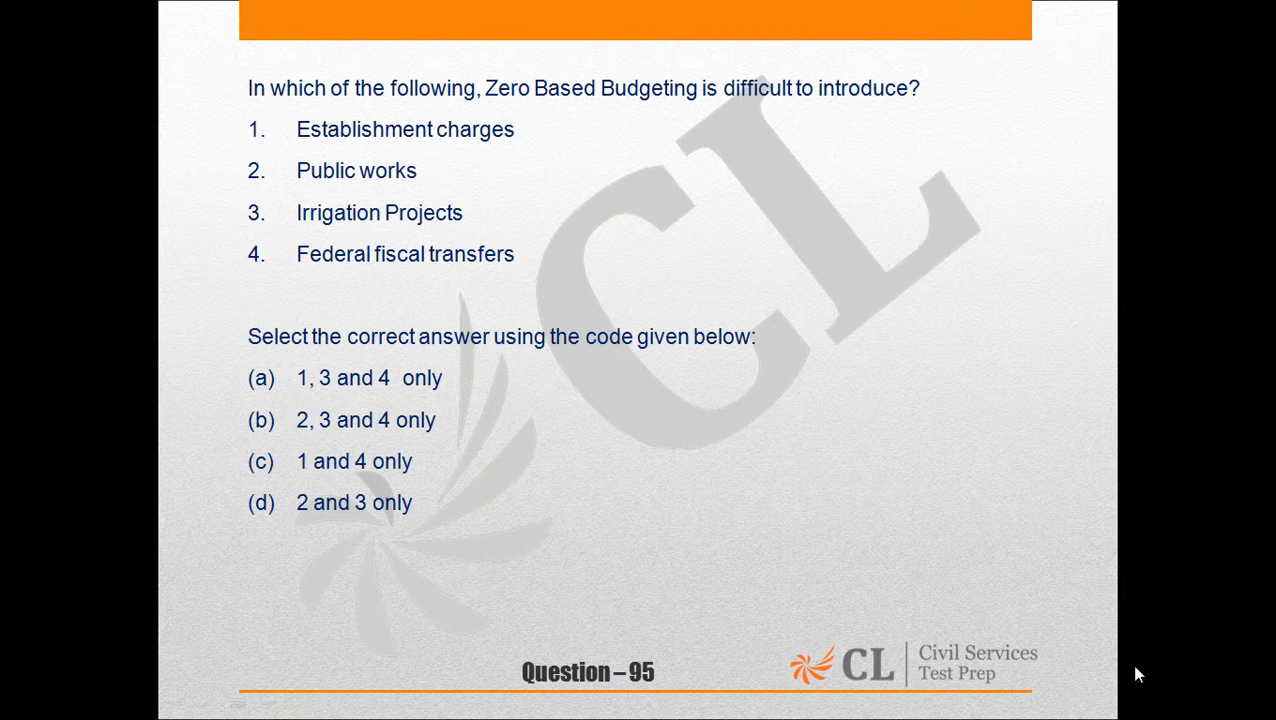 In which of the following, Zero Based Budgeting is difficult to introduce?
1. Establishment charges
2. Public works
3. Irrigation Projects
4. Federal fiscal transfers
Select the correct answer using the code given below:
(a) 1, 3 and 4 only
(b) 2, 3 and 4 only
(c) 1 and 4 only
(d) 2 and 3 only
CL
Question – 95
CL Civil Services
Test Prep